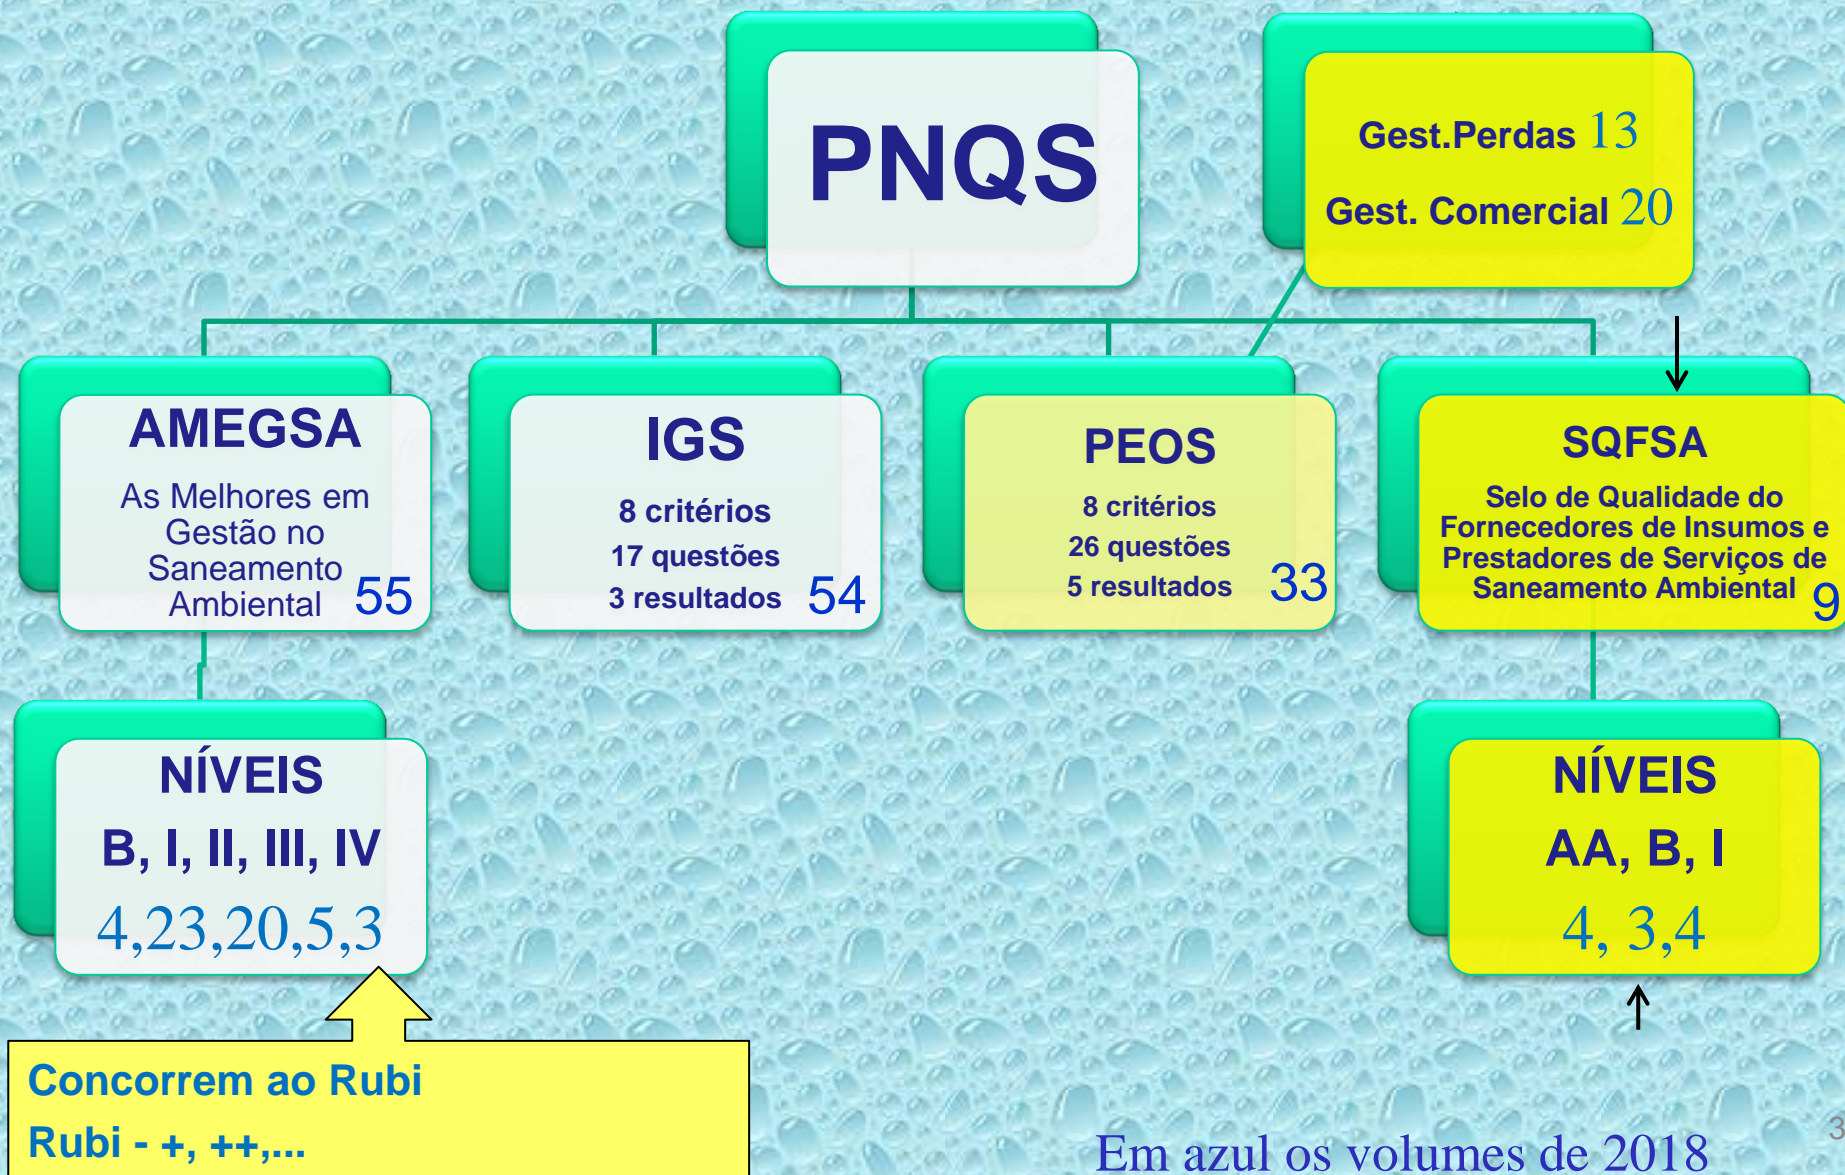 PNQS
Gest.Perdas 13
Gest. Comercial 20
AMEGSA
As Melhores em
Gestão no
Saneamento
Ambiental 55
IGS
8 critérios
17 questões
3 resultados 54
PEOS
8 critérios
26 questões
5 resultados 33
SQFSA
Selo de Qualidade do
Fornecedores de Insumos e
Prestadores de Serviços de
Saneamento Ambiental 9
NÍVEIS
B, I, II, III, IV
4,23,20,5,3
NÍVEIS
AA, B, I
4, 3,4
Concorrem ao Rubi
Rubi - +, ++,...
Em azul os volumes de 2018
3